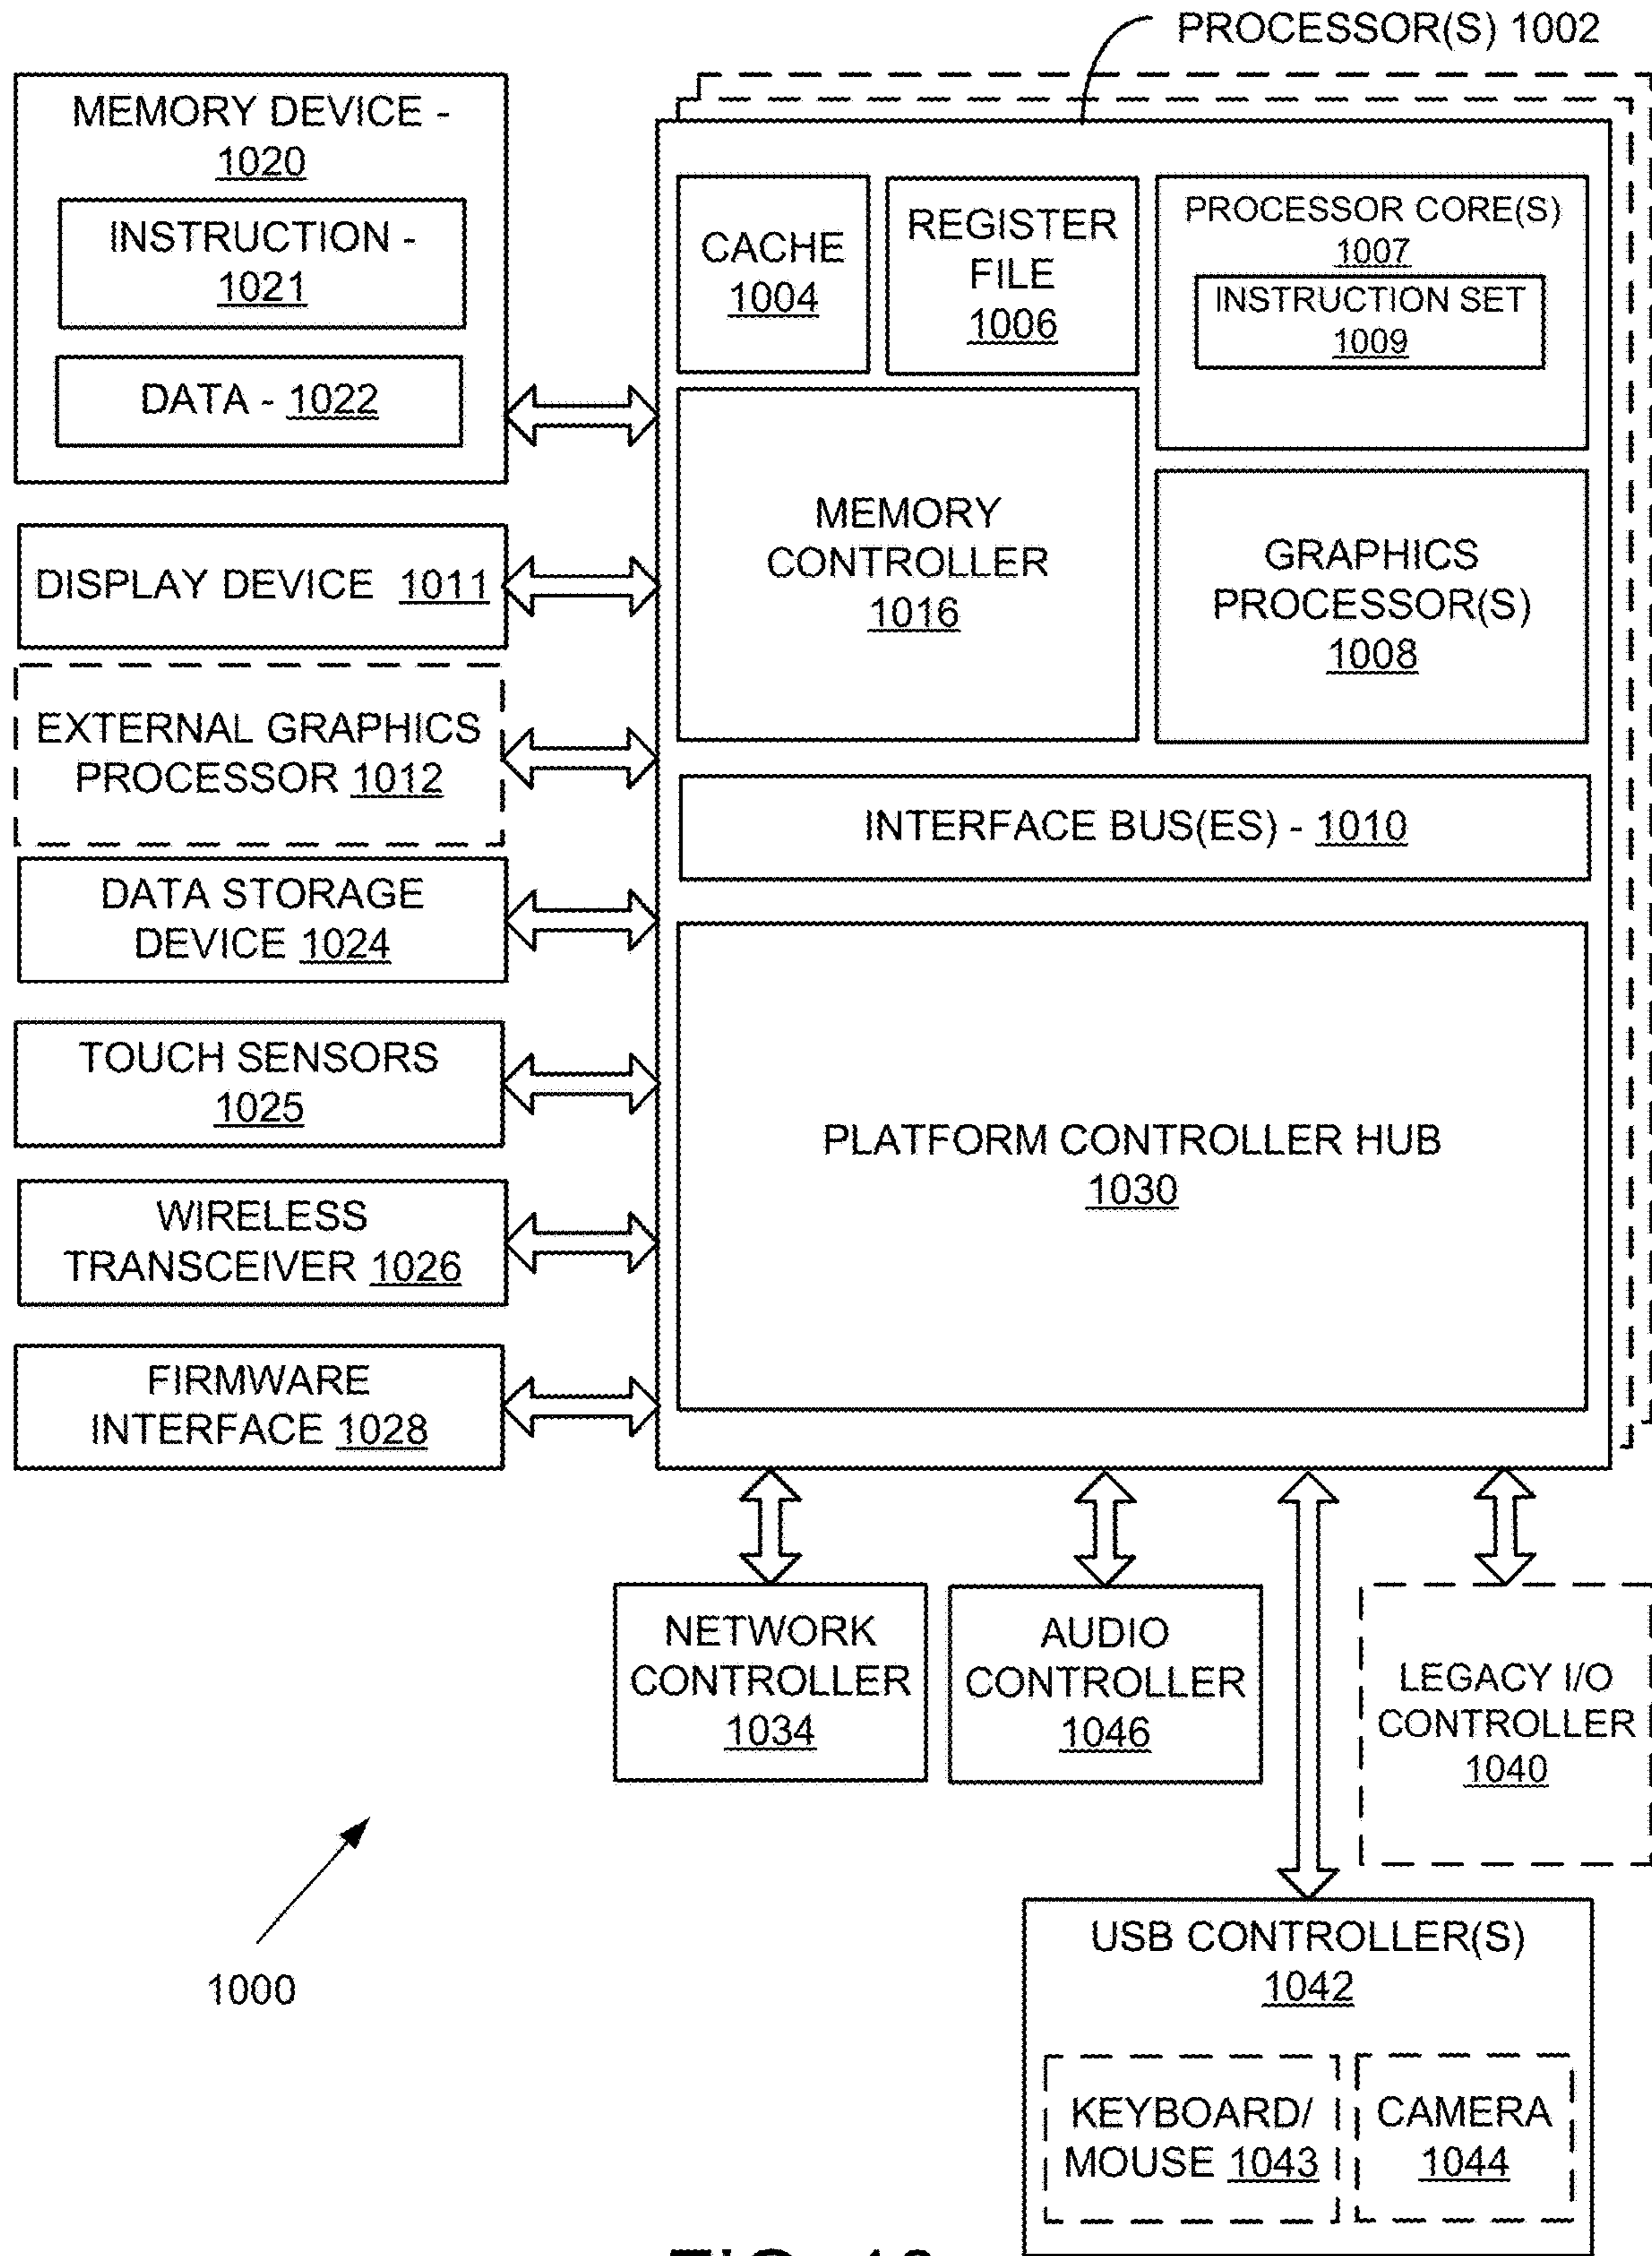 PROCESSOR(S) 1002
MEMORY DEVICE -
1020
INSTRUCTION -
1021
DATA - 1022
DISPLAY DEVICE 1011
EXTERNAL GRAPHICS
PROCESSOR 1012
DATA STORAGE
DEVICE 1024
TOUCH SENSORS
1025
WIRELESS
TRANSCEIVER 1026
FIRMWARE
INTERFACE 1028
CACHE
1004
REGISTER
FILE
1006
PROCESSOR CORE(S)
1007
INSTRUCTION SET
1009
MEMORY
CONTROLLER
1016
GRAPHICS
PROCESSOR(S)
1008
INTERFACE BUS(ES) - 1010
PLATFORM CONTROLLER HUB
1030
NETWORK
CONTROLLER
1034
AUDIO
CONTROLLER
1046
LEGACY I/O
CONTROLLER
1040
1000
USB CONTROLLER(S)
1042
KEYBOARD/
MOUSE 1043
CAMERA
1044